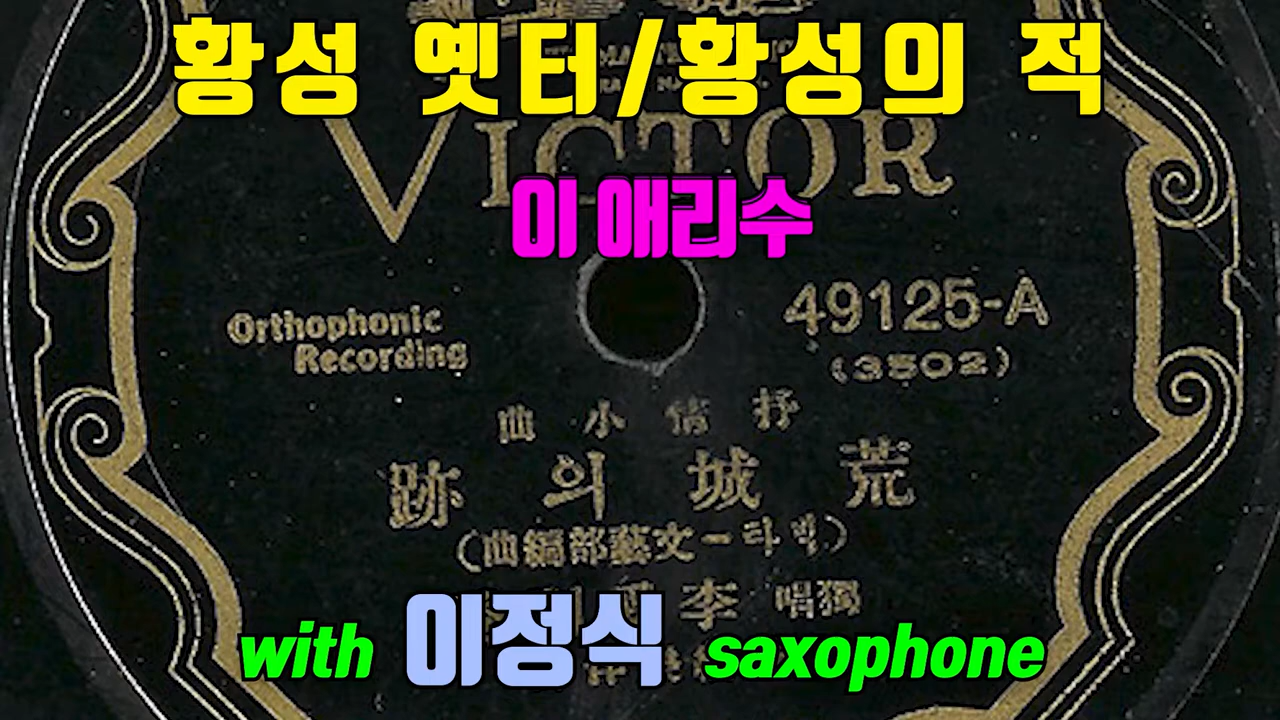 황성 옛터/황성의 적
VICTOR
이 애리수
49125-A
Orthophonic
Recording
(3502)
抒情小曲
荒城의跡
(빅타ー文藝部編曲)
獨唱 李
with 이정식 saxophone